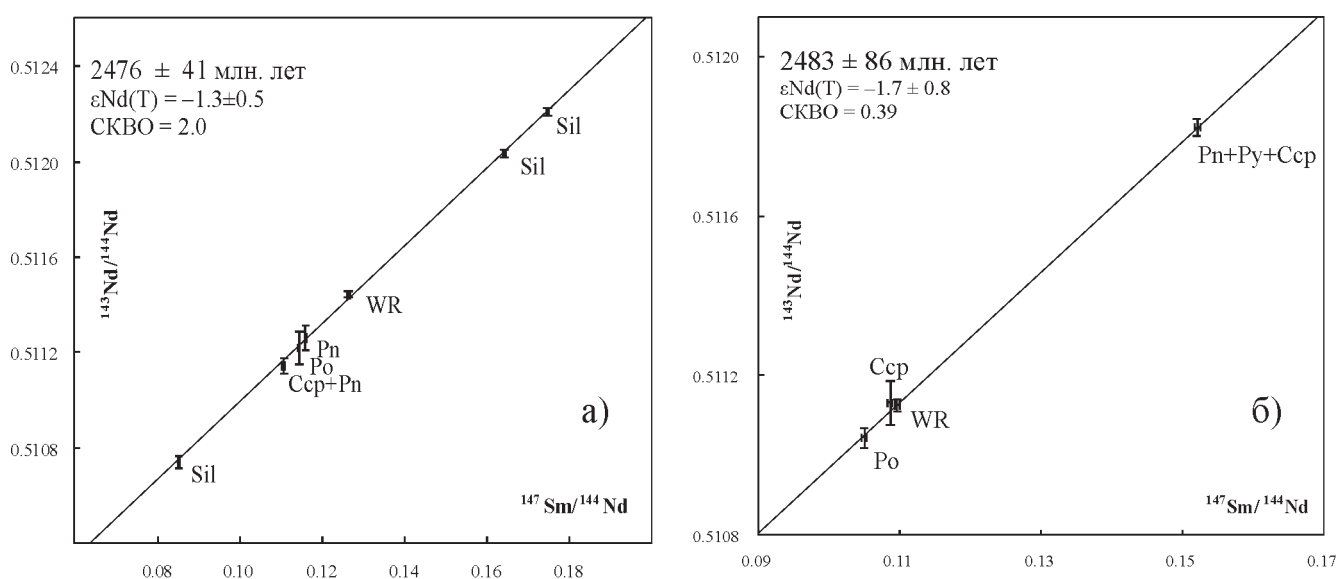 2476 ± 41 млн. лет
εNd(T) = –1.3±0.5
СКВО = 2.0
0.5124
0.5120
0.5116
0.5112
0.5108
¹⁴³Nd/¹⁴⁴Nd
Sil
Sil
WR
Pn
Po
Ccp+Pn
Sil
а)
¹⁴⁷Sm/¹⁴⁴Nd
0.08
0.10
0.12
0.14
0.16
0.18
2483 ± 86 млн. лет
εNd(T) = –1.7 ± 0.8
СКВО = 0.39
0.5120
0.5116
0.5112
0.5108
¹⁴³Nd/¹⁴⁴Nd
Pn+Py+Ccp
Ccp
WR
Po
б)
¹⁴⁷Sm/¹⁴⁴Nd
0.09
0.11
0.13
0.15
0.17